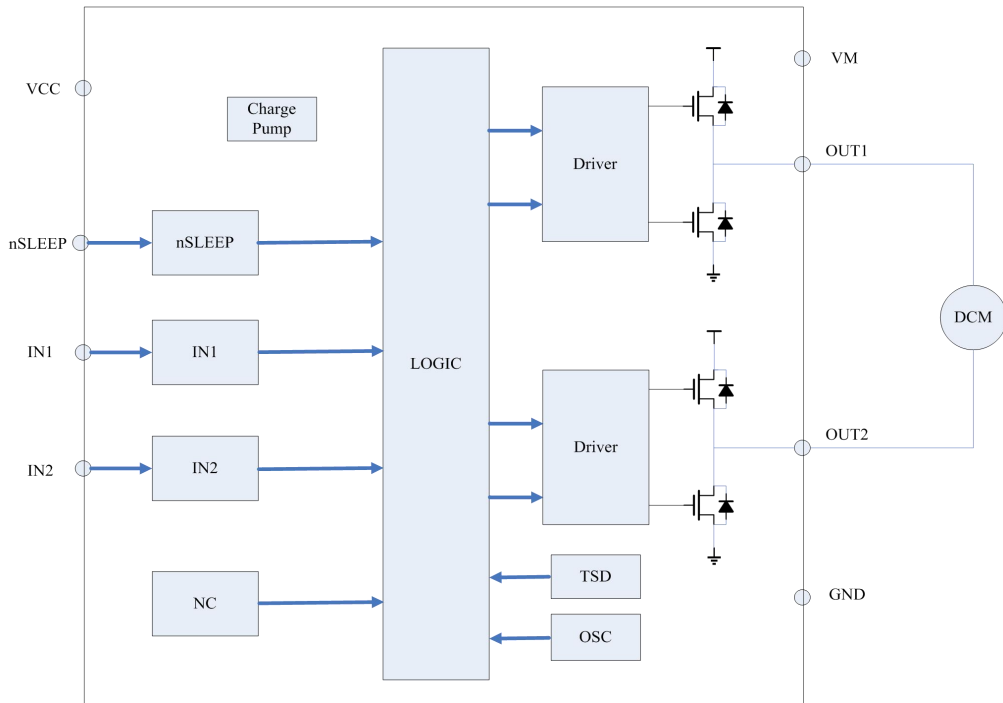 VM
VCC
Charge
Pump
OUT1
Driver
nSLEEP
nSLEEP
DCM
IN1
IN1
LOGIC
OUT2
Driver
IN2
IN2
TSD
GND
NC
OSC